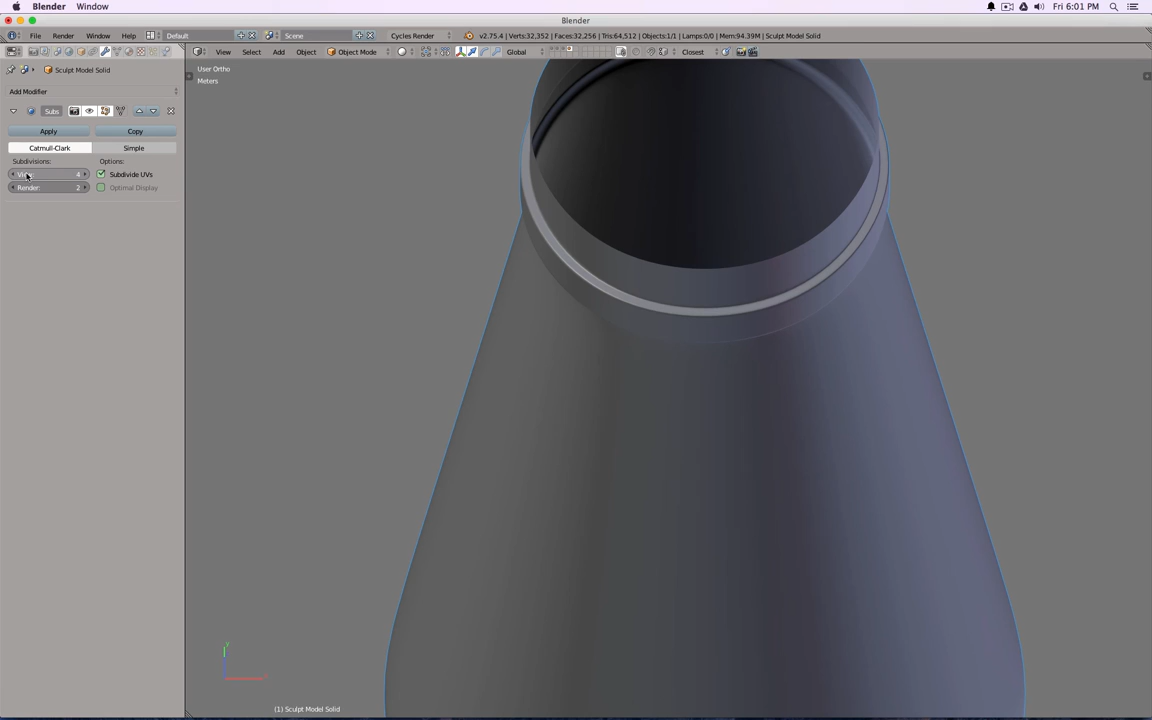 Blender Window Fri 6:01 PM
Blender
File Render Window Help Default Scene Cycles Render v2.75.4 | Verts:32,352 | Faces:32,256 | Tris:64,512 | Objects:1/1 | Lamps:0/0 | Mem:94.39M | Sculpt Model Solid
View Select Add Object Object Mode Global Closest
Sculpt Model Solid
User Ortho
Meters
Add Modifier
Subs
Apply Copy
Catmull-Clark Simple
Subdivisions: Options:
4 Subdivide UVs
Render: 2 Optimal Display
(1) Sculpt Model Solid